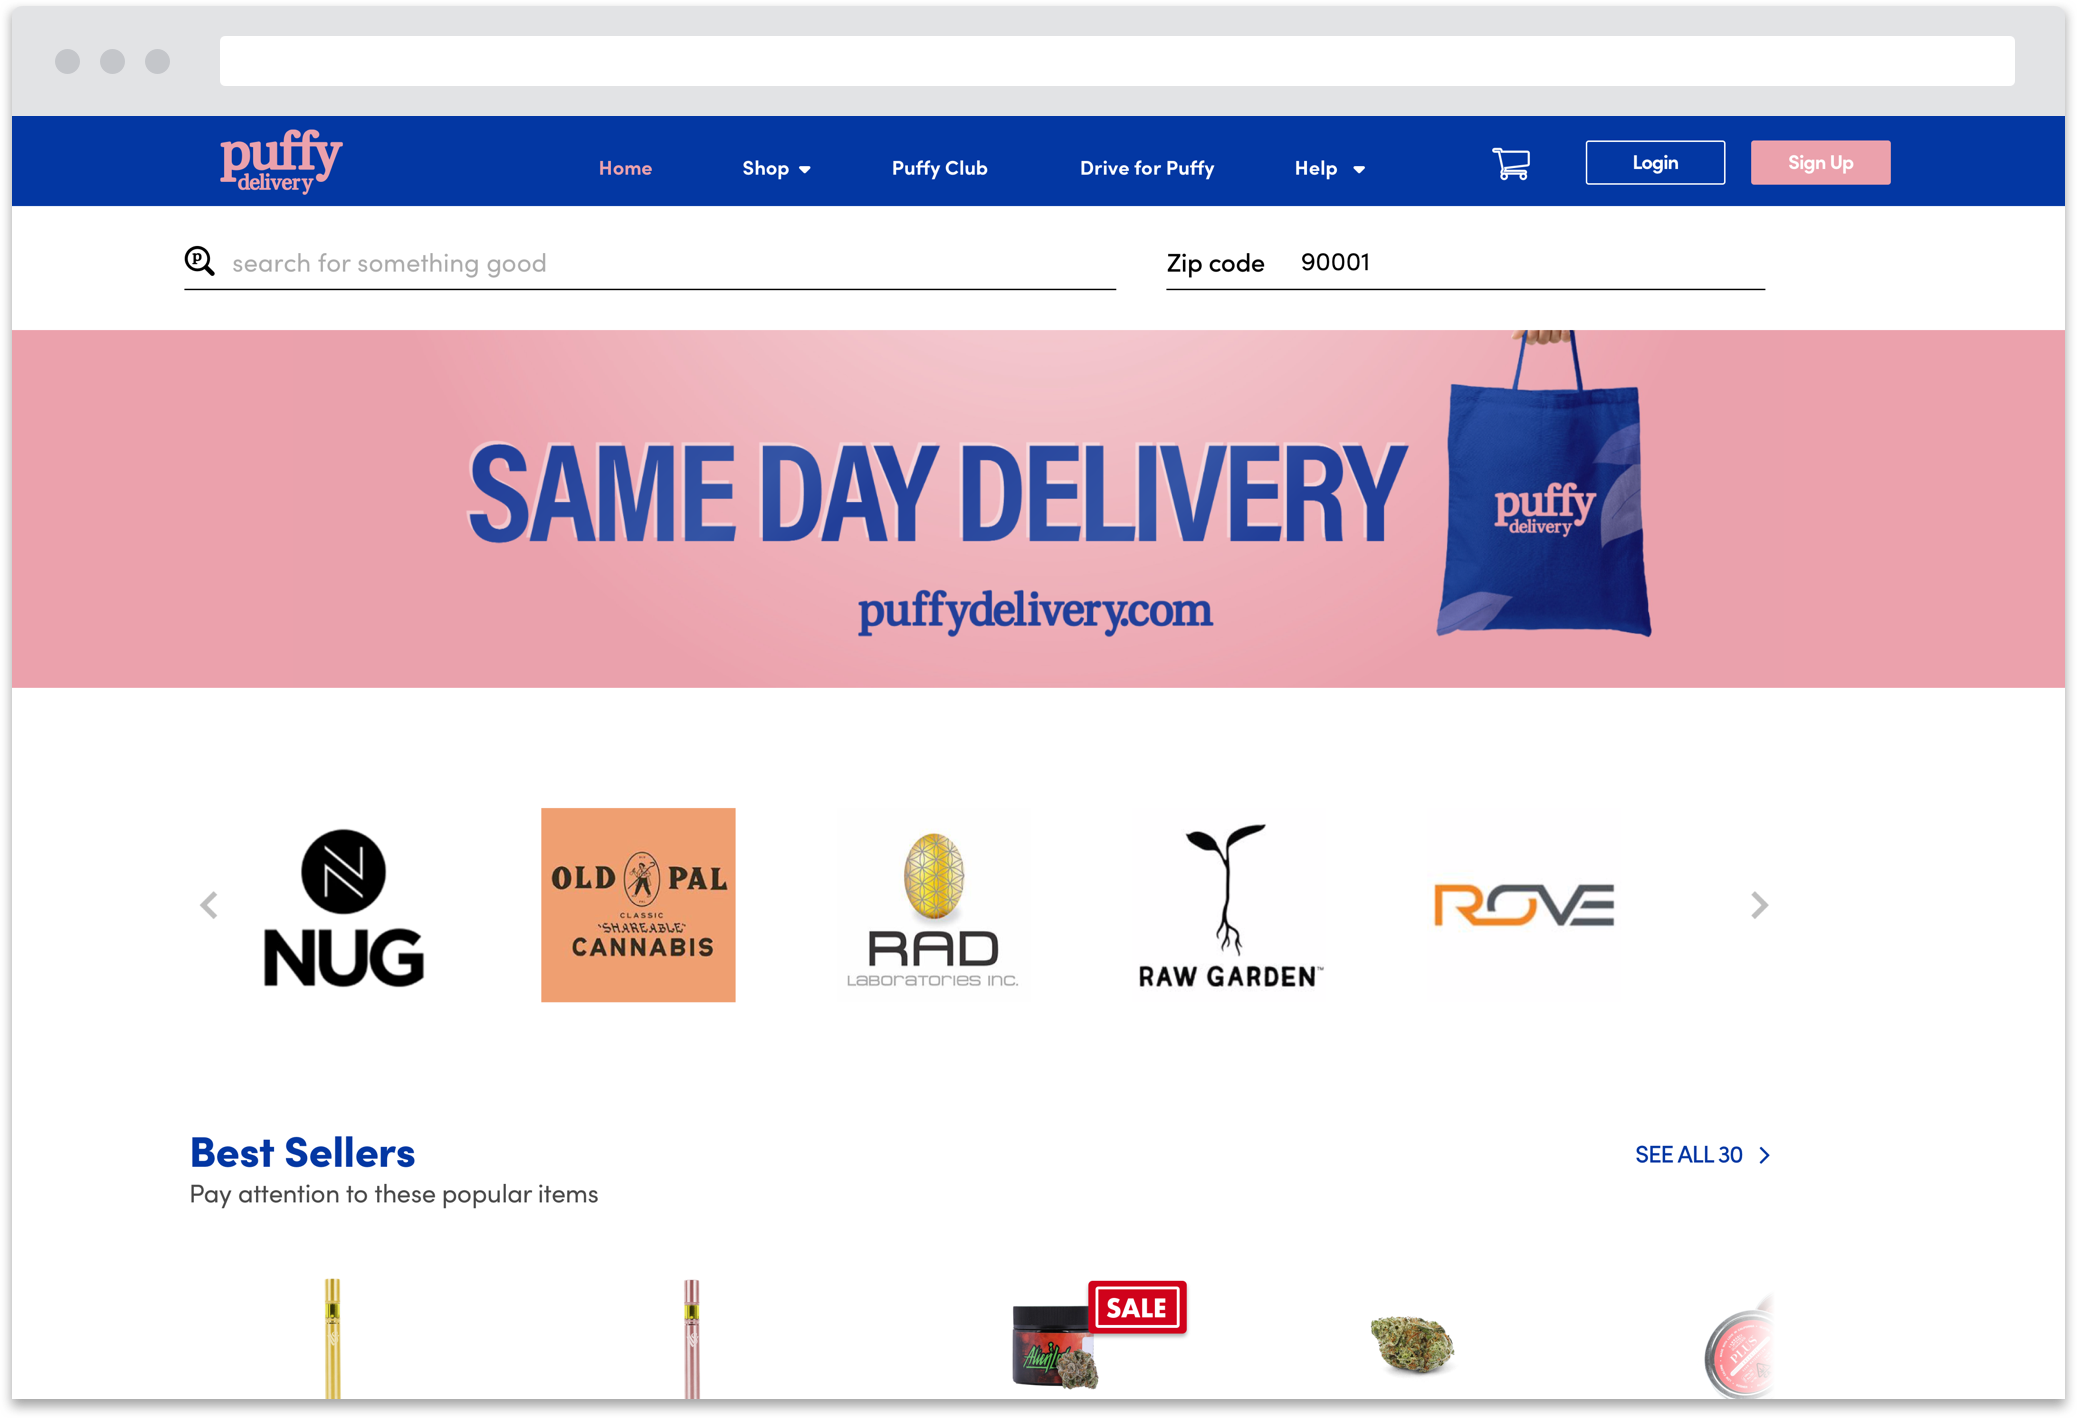 puffy
delivery
Home
Shop
Puffy Club
Drive for Puffy
Help
Login
Sign Up
P
search for something good
Zip code 90001
SAME DAY DELIVERY
puffydelivery.com
puffy
delivery
NUG
OLD PAL
CLASSIC
"SHAREABLE"
CANNABIS
RAD
LABORATORIES INC.
RAW GARDEN™
ROVE
Best Sellers
SEE ALL 30
Pay attention to these popular items
SALE
PLUS